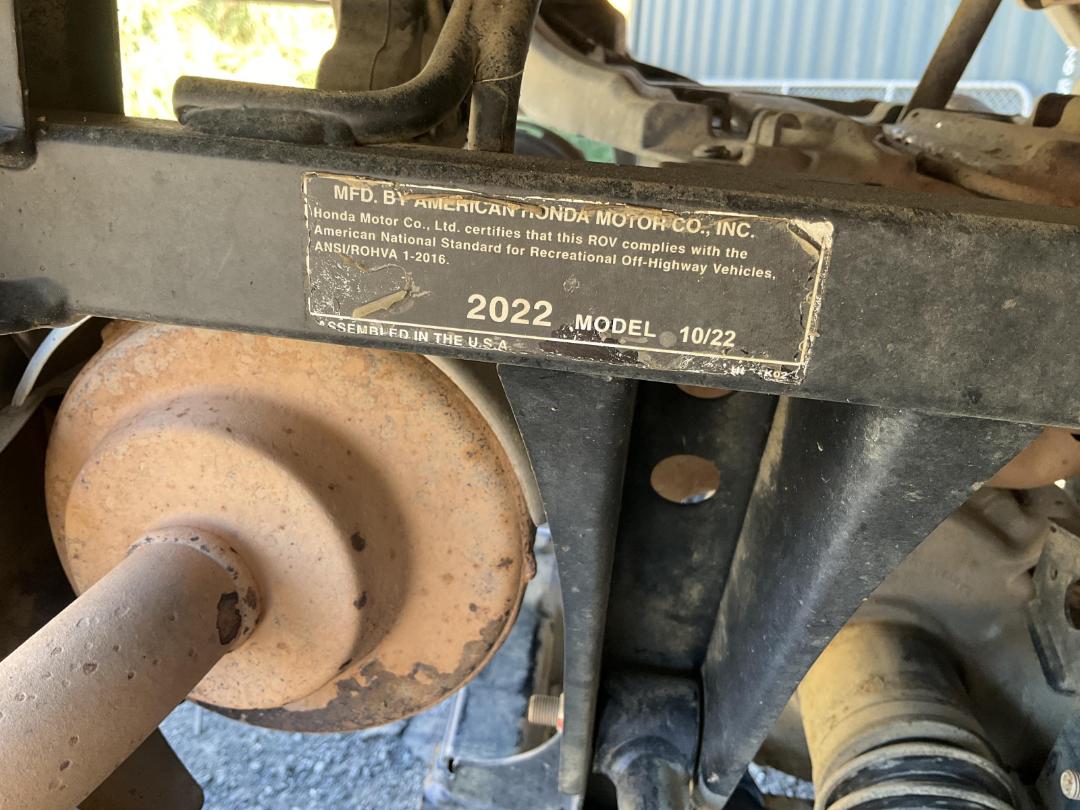 MFD. BY AMERICAN HONDA MOTOR CO., INC.
Honda Motor Co., Ltd. certifies that this ROV complies with the
American National Standard for Recreational Off-Highway Vehicles,
ANSI/ROHVA 1-2016.
2022 MODEL 10/22
ASSEMBLED IN THE U.S.A.
K02